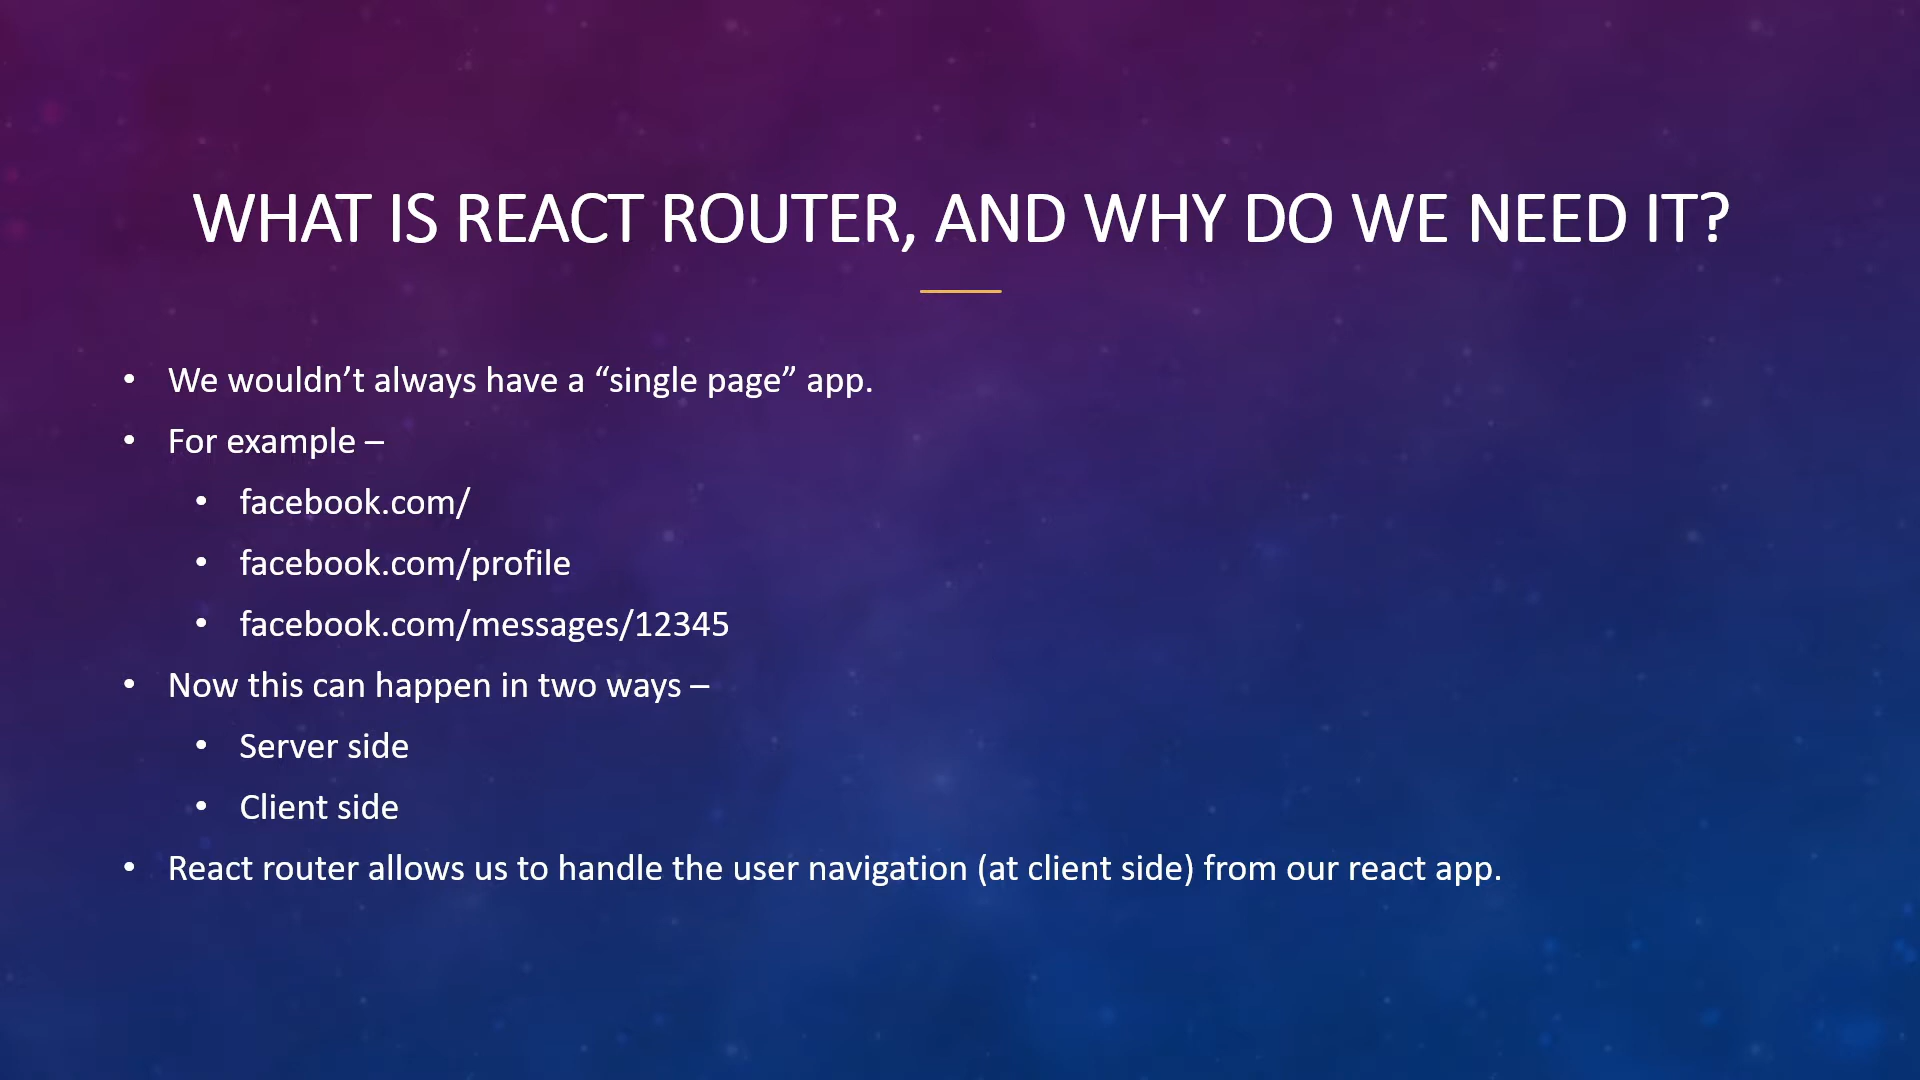 WHAT IS REACT ROUTER, AND WHY DO WE NEED IT?
• We wouldn’t always have a “single page” app.
• For example –
• facebook.com/
• facebook.com/profile
• facebook.com/messages/12345
• Now this can happen in two ways –
• Server side
• Client side
• React router allows us to handle the user navigation (at client side) from our react app.